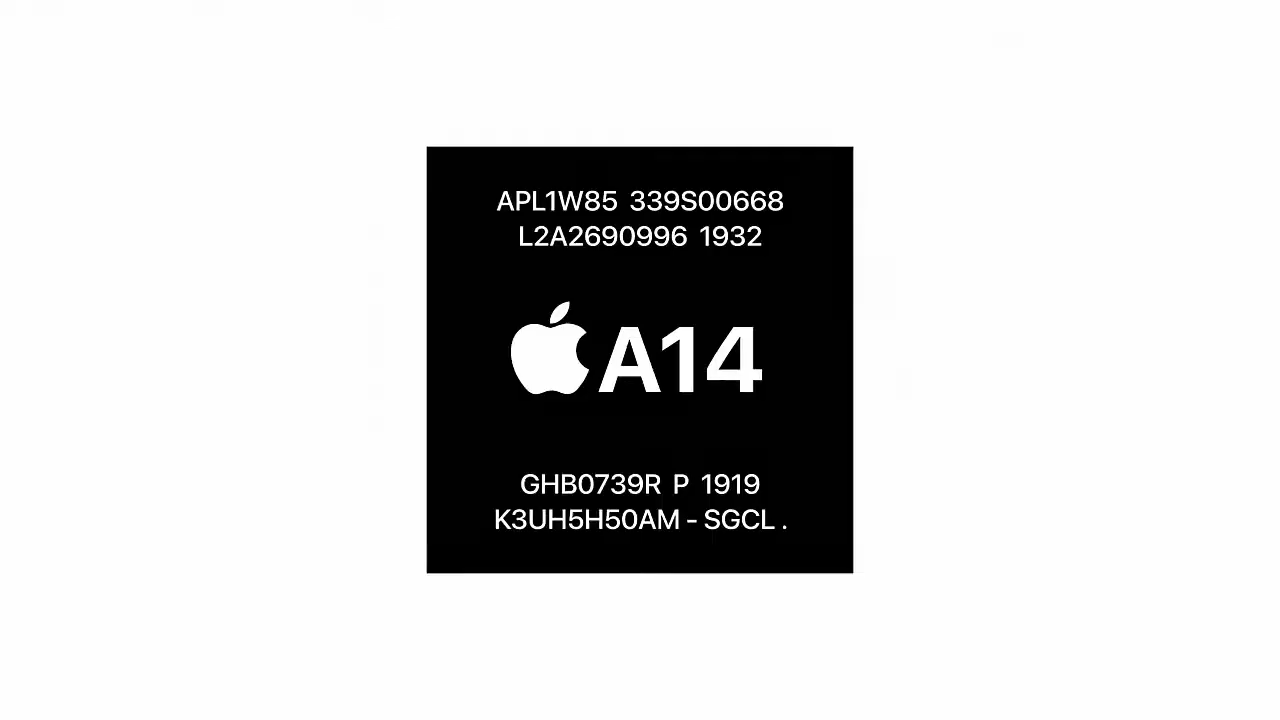 APL1W85 339S00668
L2A2690996 1932
A14
GHB0739R P 1919
K3UH5H50AM - SGCL .